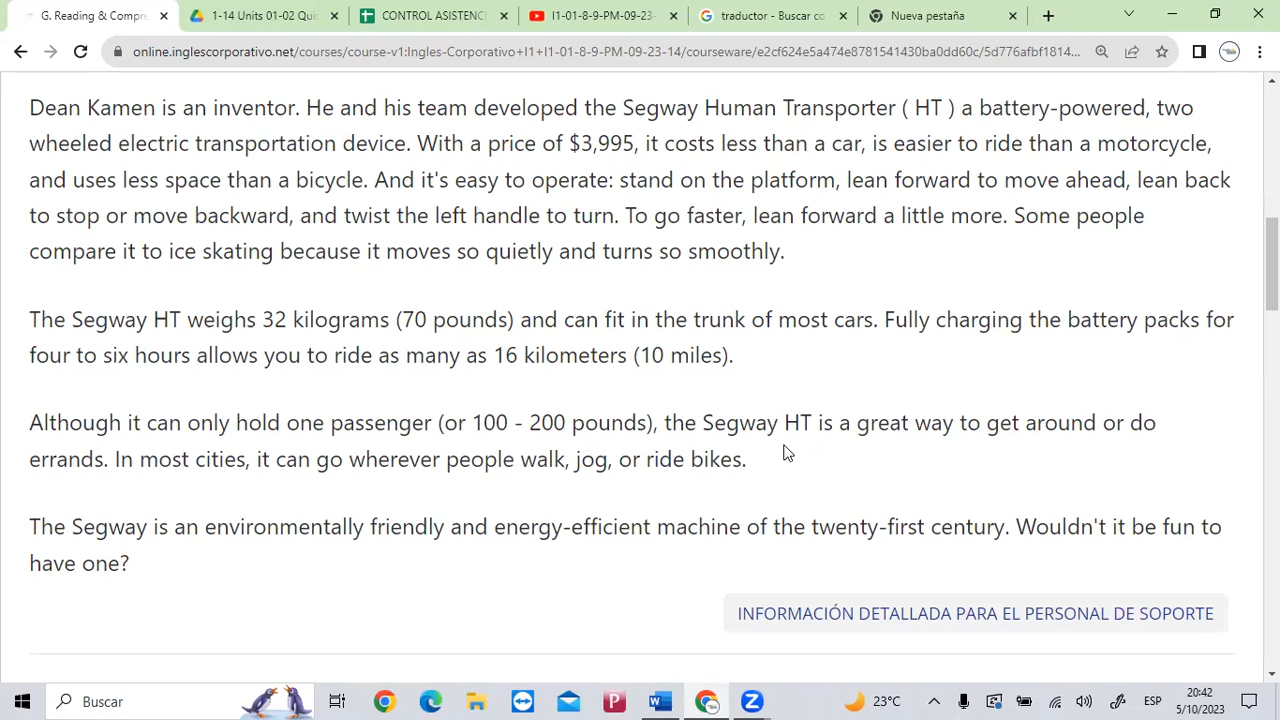 G. Reading & Compre
1-14 Units 01-02 Qui
CONTROL ASISTENC
I1-01-8-9-PM-09-23-
traductor - Buscar co
Nueva pestaña
online.inglescorporativo.net/courses/course-v1:Ingles-Corporativo+I1+I1-01-8-9-PM-09-23-14/courseware/e2cf624e5a474e8781541430ba0dd60c/5d776afbf1814...
Dean Kamen is an inventor. He and his team developed the Segway Human Transporter ( HT ) a battery-powered, two
wheeled electric transportation device. With a price of $3,995, it costs less than a car, is easier to ride than a motorcycle,
and uses less space than a bicycle. And it's easy to operate: stand on the platform, lean forward to move ahead, lean back
to stop or move backward, and twist the left handle to turn. To go faster, lean forward a little more. Some people
compare it to ice skating because it moves so quietly and turns so smoothly.
The Segway HT weighs 32 kilograms (70 pounds) and can fit in the trunk of most cars. Fully charging the battery packs for
four to six hours allows you to ride as many as 16 kilometers (10 miles).
Although it can only hold one passenger (or 100 - 200 pounds), the Segway HT is a great way to get around or do
errands. In most cities, it can go wherever people walk, jog, or ride bikes.
The Segway is an environmentally friendly and energy-efficient machine of the twenty-first century. Wouldn't it be fun to
have one?
INFORMACIÓN DETALLADA PARA EL PERSONAL DE SOPORTE
Buscar
23°C
ESP
20:42
5/10/2023